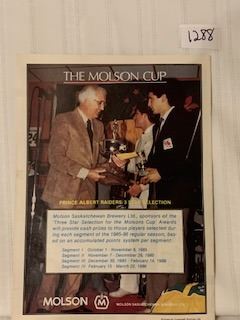 1288
THE MOLSON CUP
PRINCE ALBERT RAIDERS 3 STAR SELECTION
Molson Saskatchewan Brewery Ltd., sponsors of the
"Three Star Selection for the Molson Cup" Awards
will provide cash prizes to those players selected dur-
ing each segment of the 1985-86 regular season, bas-
ed on an accumulated points system per segment:
Segment I October 1 - November 6, 1985
Segment II November 7 - December 29, 1985
Segment III December 30, 1985 - February 14, 1986
Segment IV February 15 - March 22, 1986
MOLSON M MOLSON SASKATCHEWAN BREWERY LTD.